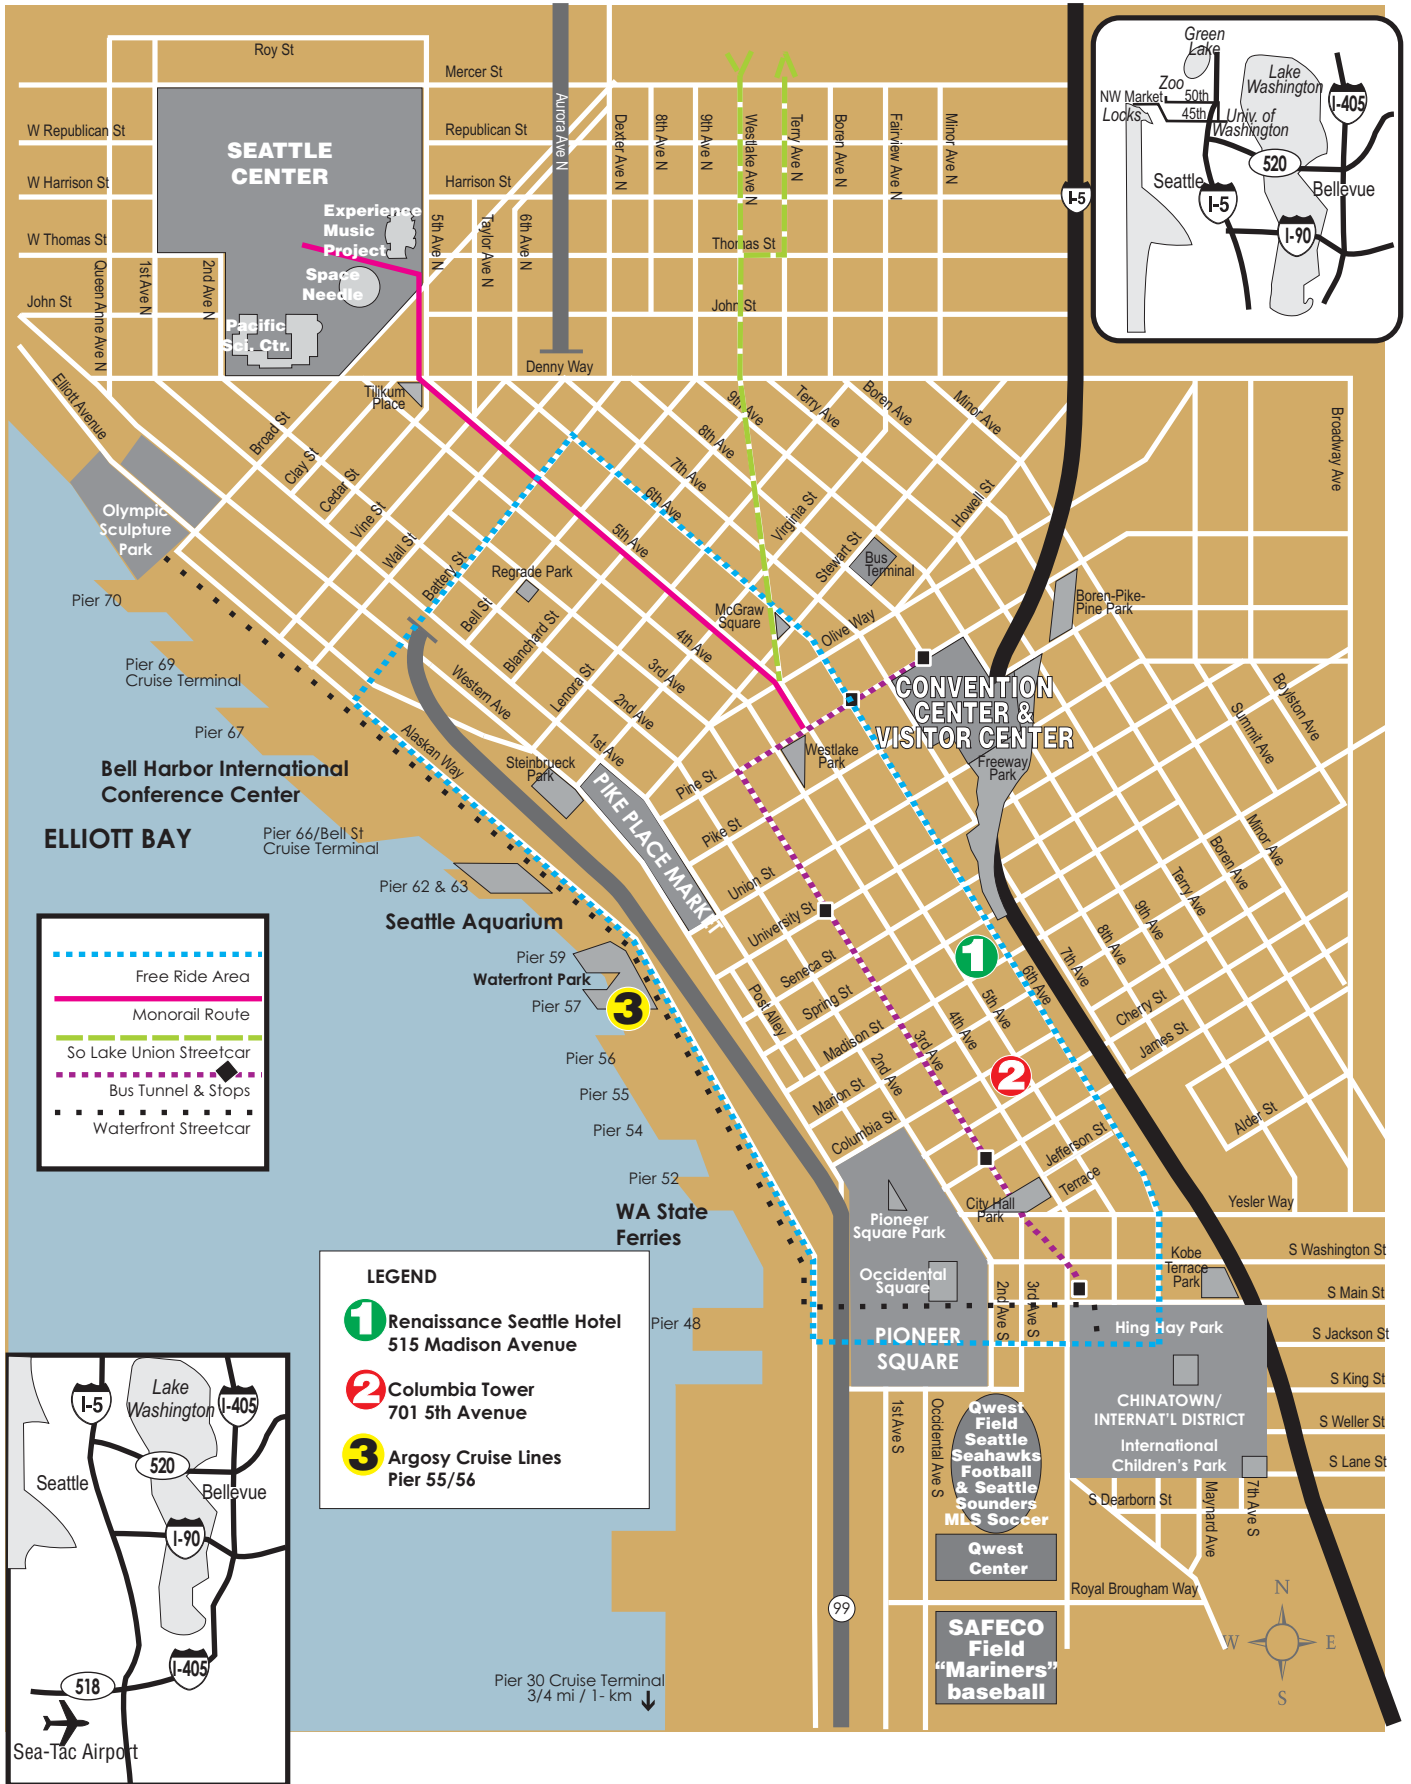 Roy St
Mercer St
W Republican St
Republican St
W Harrison St
Harrison St
W Thomas St
Thomas St
John St
John St
Denny Way
Queen Anne Ave N
1st Ave N
2nd Ave N
5th Ave N
Taylor Ave N
6th Ave N
Aurora Ave N
Dexter Ave N
8th Ave N
9th Ave N
Westlake Ave N
Terry Ave N
Boren Ave N
Fairview Ave N
Minor Ave N
SEATTLE
CENTER
Experience
Music
Project
Space
Needle
Pacific
Sci. Ctr.
I-5
Green
Lake
Zoo
NW Market
50th
45th
Locks
Univ. of
Washington
Lake
Washington
I-405
520
Seattle
Bellevue
I-5
I-90
Tilikum
Place
Elliott Avenue
Broad St
Clay St
Cedar St
Vine St
Wall St
Battery St
Bell St
Blanchard St
Lenora St
Virginia St
Stewart St
Howell St
Olive Way
9th Ave
Terry Ave
Boren Ave
Minor Ave
8th Ave
7th Ave
6th Ave
5th Ave
4th Ave
3rd Ave
2nd Ave
1st Ave
Western Ave
Alaskan Way
Broadway Ave
Olympic
Sculpture
Park
Regrade Park
Bus
Terminal
McGraw
Square
Boren-Pike-
Pine Park
CONVENTION
CENTER &
VISITOR CENTER
Freeway
Park
Westlake
Park
Steinbrueck
Park
PIKE PLACE MARKET
Boylston Ave
Summit Ave
Minor Ave
Boren Ave
Terry Ave
9th Ave
8th Ave
7th Ave
6th Ave
5th Ave
4th Ave
3rd Ave
2nd Ave
Post Alley
Pine St
Pike St
Union St
University St
Seneca St
Spring St
Madison St
Marion St
Columbia St
Cherry St
James St
Jefferson St
Terrace
Alder St
Yesler Way
Pier 70
Pier 69
Cruise Terminal
Pier 67
Bell Harbor International
Conference Center
ELLIOTT BAY
Pier 66/Bell St
Cruise Terminal
Pier 62 & 63
Seattle Aquarium
Pier 59
Waterfront Park
Pier 57
Pier 56
Pier 55
Pier 54
Pier 52
WA State
Ferries
Pier 48
1
2
3
Free Ride Area
Monorail Route
So Lake Union Streetcar
Bus Tunnel & Stops
Waterfront Streetcar
LEGEND
1 Renaissance Seattle Hotel
515 Madison Avenue
2 Columbia Tower
701 5th Avenue
3 Argosy Cruise Lines
Pier 55/56
City Hall
Park
Pioneer
Square Park
Occidental
Square
PIONEER
SQUARE
2nd Ave S
3rd Ave S
Kobe
Terrace
Park
S Washington St
S Main St
S Jackson St
S King St
S Weller St
S Lane St
Hing Hay Park
CHINATOWN/
INTERNAT'L DISTRICT
International
Children's Park
S Dearborn St
Maynard Ave
7th Ave S
1st Ave S
Occidental Ave S
Qwest
Field
Seattle
Seahawks
Football
& Seattle
Sounders
MLS Soccer
Qwest
Center
Royal Brougham Way
SAFECO
Field
“Mariners”
baseball
99
N
W
E
S
Pier 30 Cruise Terminal
3/4 mi / 1- km
I-5
Lake
Washington
I-405
520
Seattle
Bellevue
I-90
I-405
518
Sea-Tac Airport